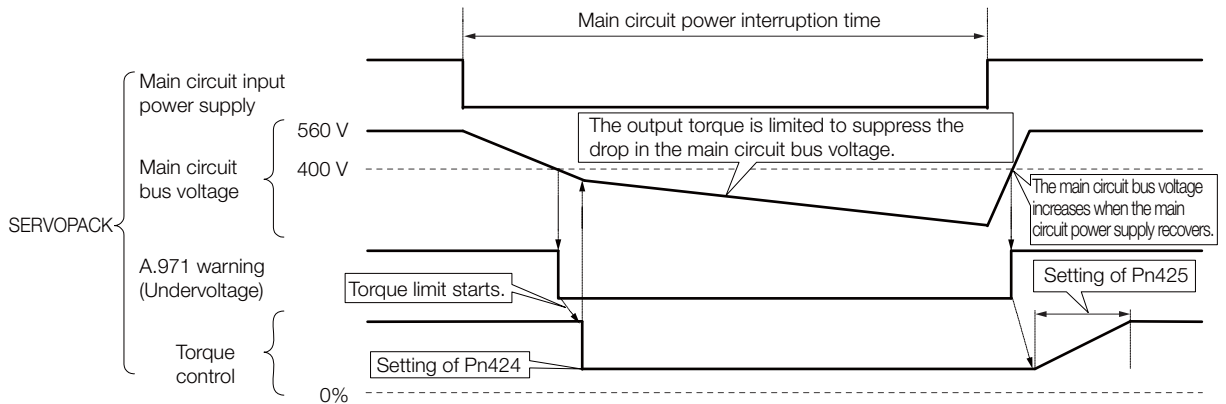 Main circuit power interruption time
Main circuit input
power supply
560 V
The output torque is limited to suppress the
drop in the main circuit bus voltage.
Main circuit
bus voltage
400 V
The main circuit bus voltage
increases when the main
circuit power supply recovers.
SERVOPACK
A.971 warning
(Undervoltage)
Torque limit starts.
Setting of Pn425
Torque
control
Setting of Pn424
0%